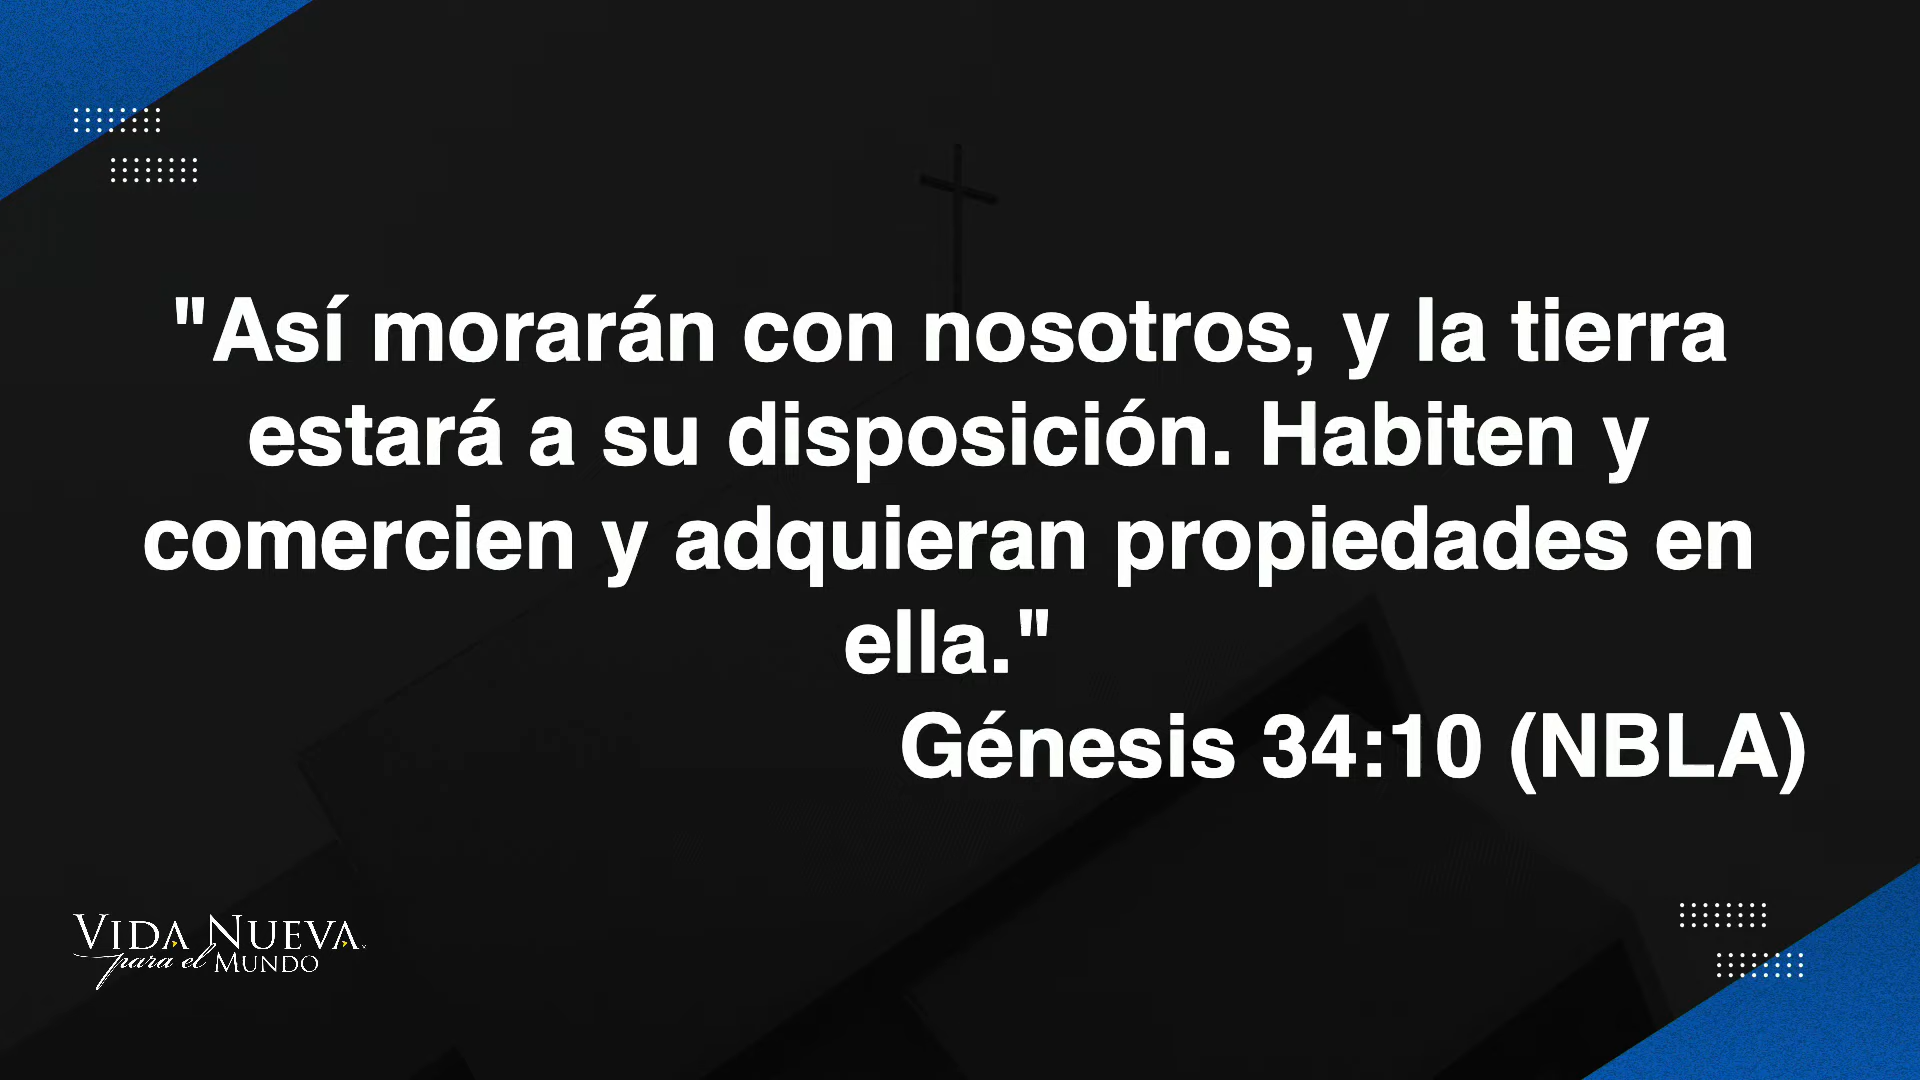 "Así morarán con nosotros, y la tierra
estará a su disposición. Habiten y
comercien y adquieran propiedades en
ella."
Génesis 34:10 (NBLA)
VIDA NUEVA
para el MUNDO